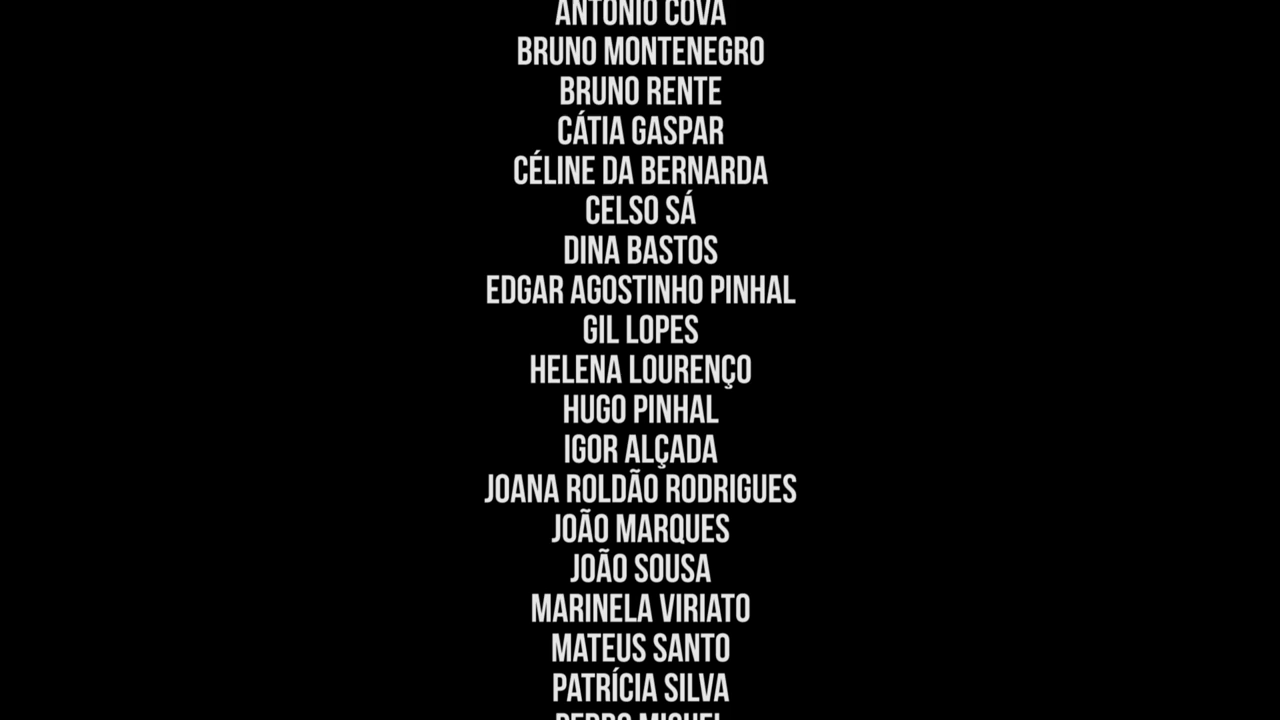 ANTÓNIO COVA
BRUNO MONTENEGRO
BRUNO RENTE
CÁTIA GASPAR
CÉLINE DA BERNARDA
CELSO SÁ
DINA BASTOS
EDGAR AGOSTINHO PINHAL
GIL LOPES
HELENA LOURENÇO
HUGO PINHAL
IGOR ALÇADA
JOANA ROLDÃO RODRIGUES
JOÃO MARQUES
JOÃO SOUSA
MARINELA VIRIATO
MATEUS SANTO
PATRÍCIA SILVA
PEDRO MIGUEL